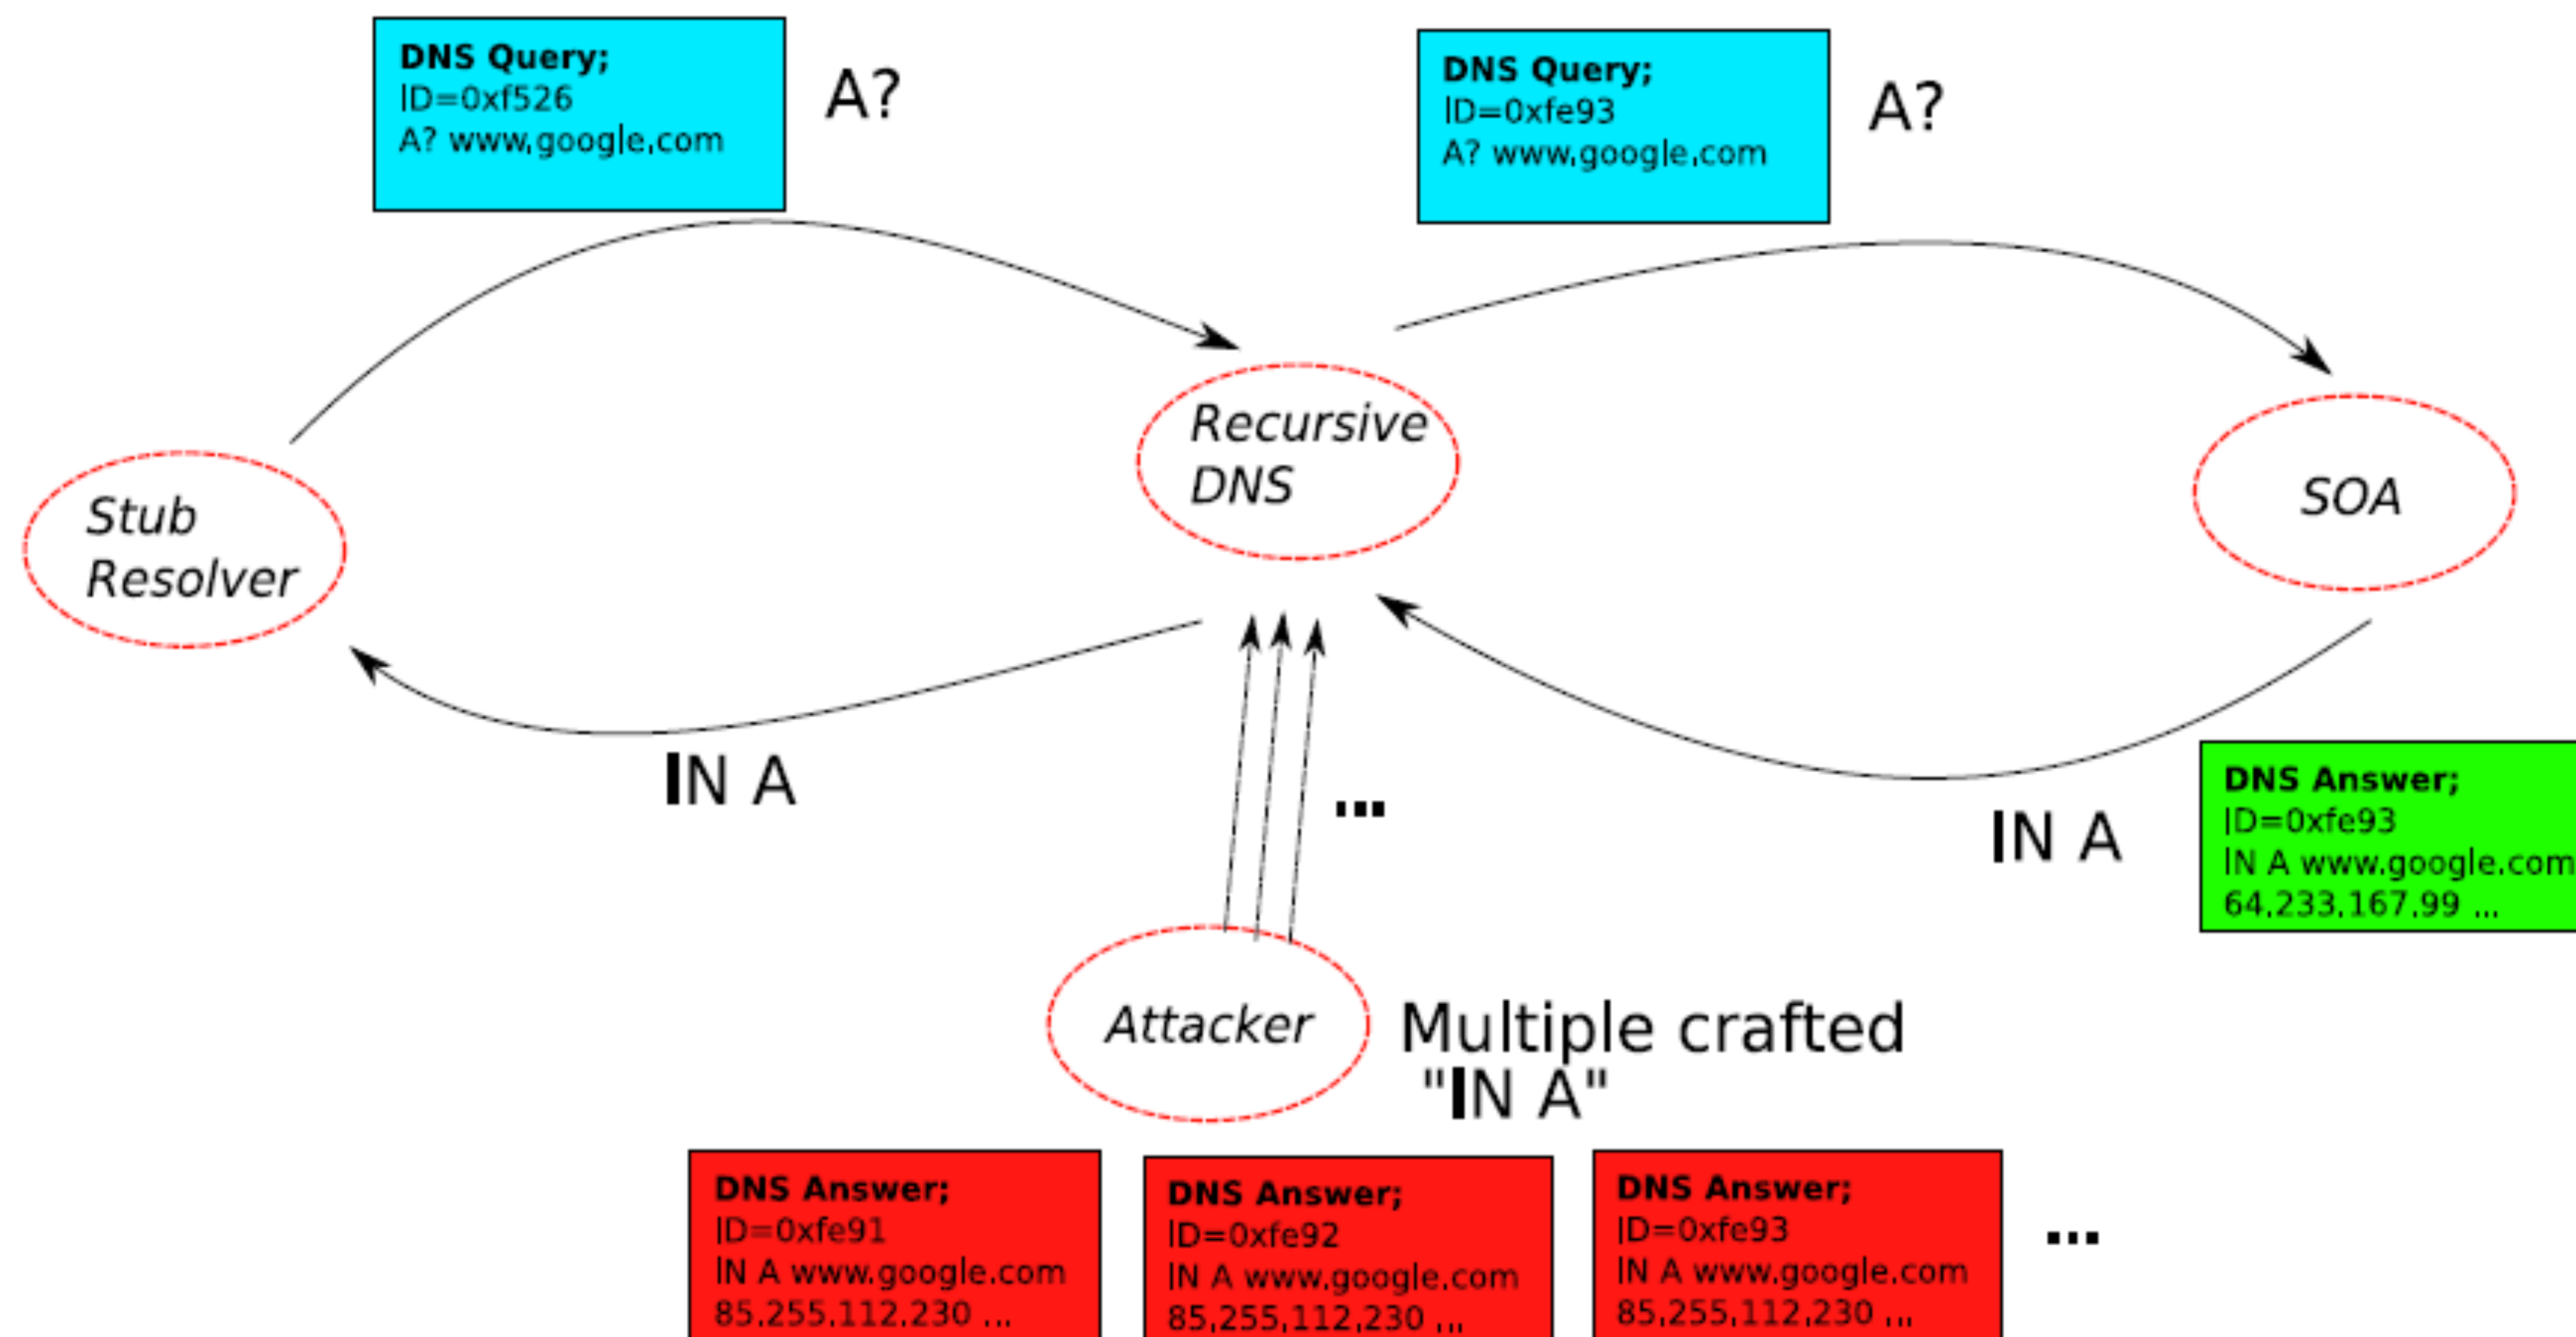 DNS Query;
ID=0xf526
A? www.google.com
A?
DNS Query;
ID=0xfe93
A? www.google.com
A?
Stub
Resolver
Recursive
DNS
SOA
IN A
...
IN A
DNS Answer;
ID=0xfe93
IN A www.google.com
64.233.167.99 ...
Attacker
Multiple crafted
"IN A"
DNS Answer;
ID=0xfe91
IN A www.google.com
85.255.112.230 ...
DNS Answer;
ID=0xfe92
IN A www.google.com
85.255.112.230 ...
DNS Answer;
ID=0xfe93
IN A www.google.com
85.255.112.230 ...
...